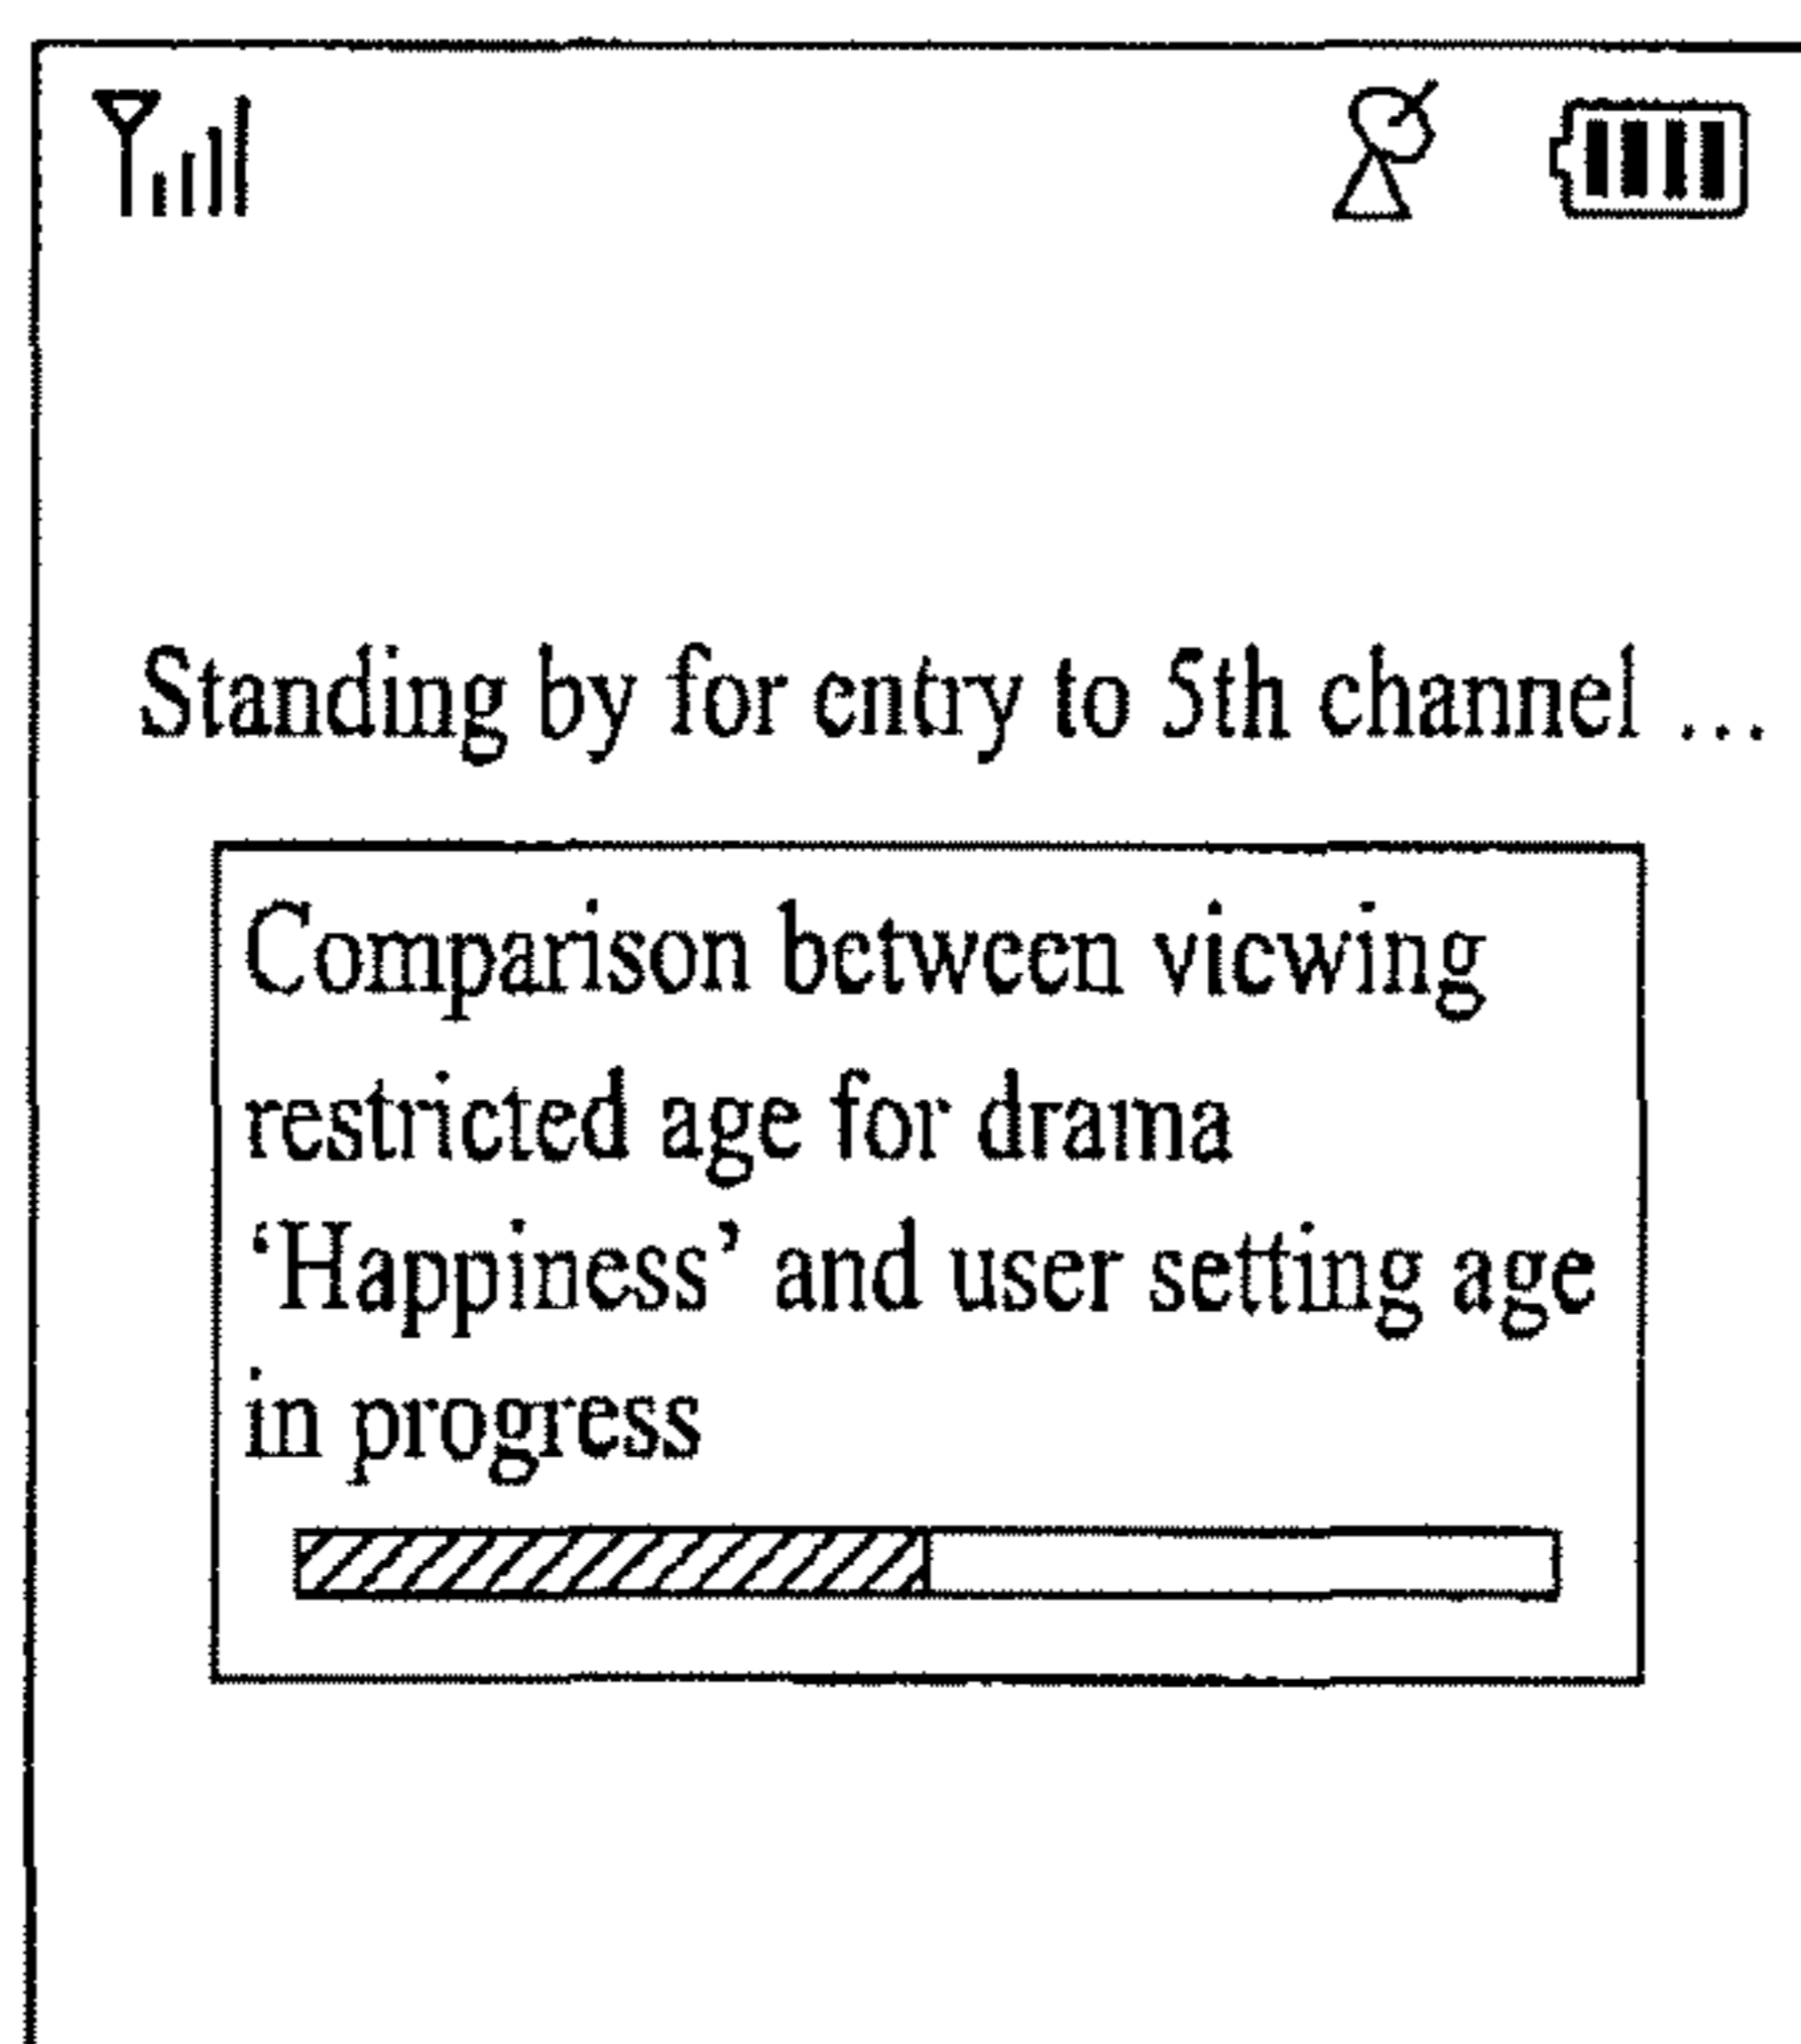 Standing by for entry to 5th channel ...
Comparison between viewing
restricted age for drama
‘Happiness’ and user setting age
in progress